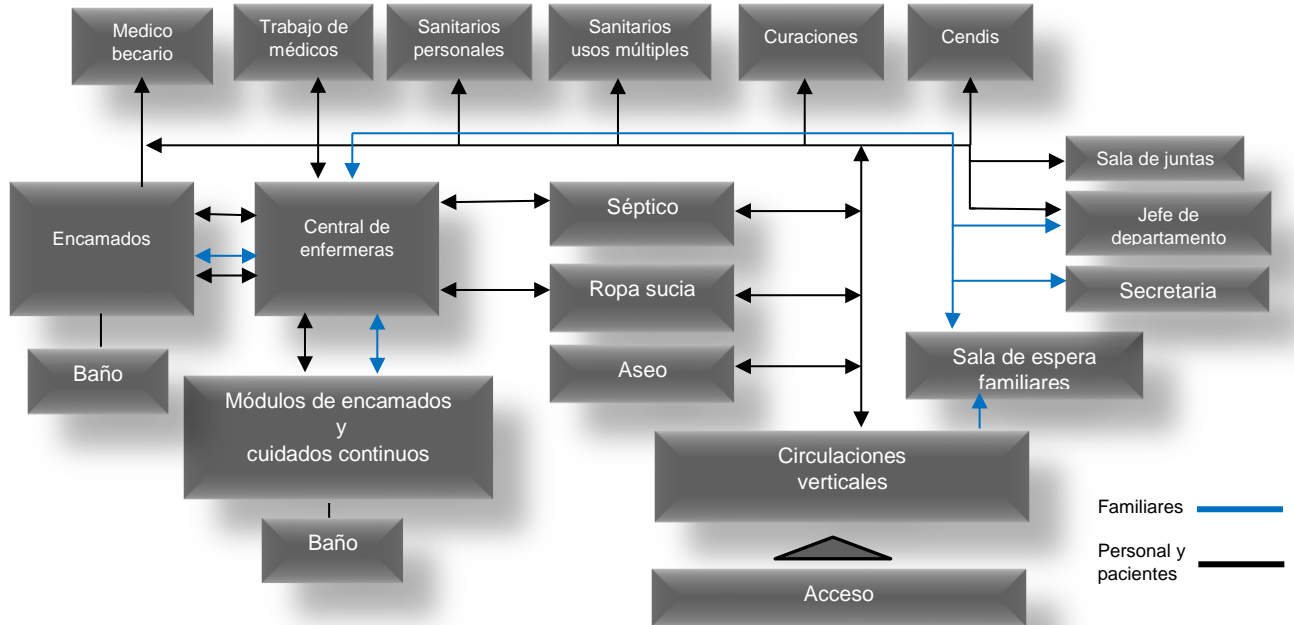 Medico
becario
Trabajo de
médicos
Sanitarios
personales
Sanitarios
usos múltiples
Curaciones
Cendis
Sala de juntas
Encamados
Central de
enfermeras
Séptico
Jefe de
departamento
Ropa sucia
Secretaria
Baño
Aseo
Sala de espera
familiares
Módulos de encamados
y
cuidados continuos
Circulaciones
verticales
Baño
Acceso
Familiares
Personal y
pacientes